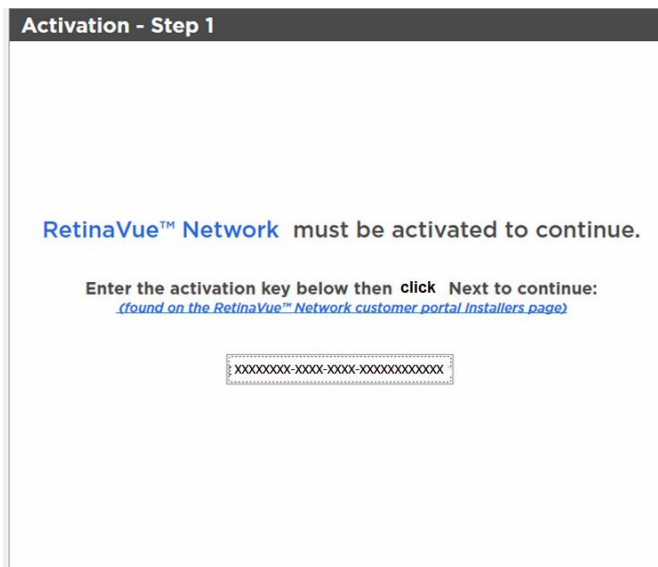 Activation - Step 1
RetinaVue™ Network must be activated to continue.
Enter the activation key below then click Next to continue:
(found on the RetinaVue™ Network customer portal Installers page)
XXXXXXXX-XXXX-XXXX-XXXXXXXXXXXX